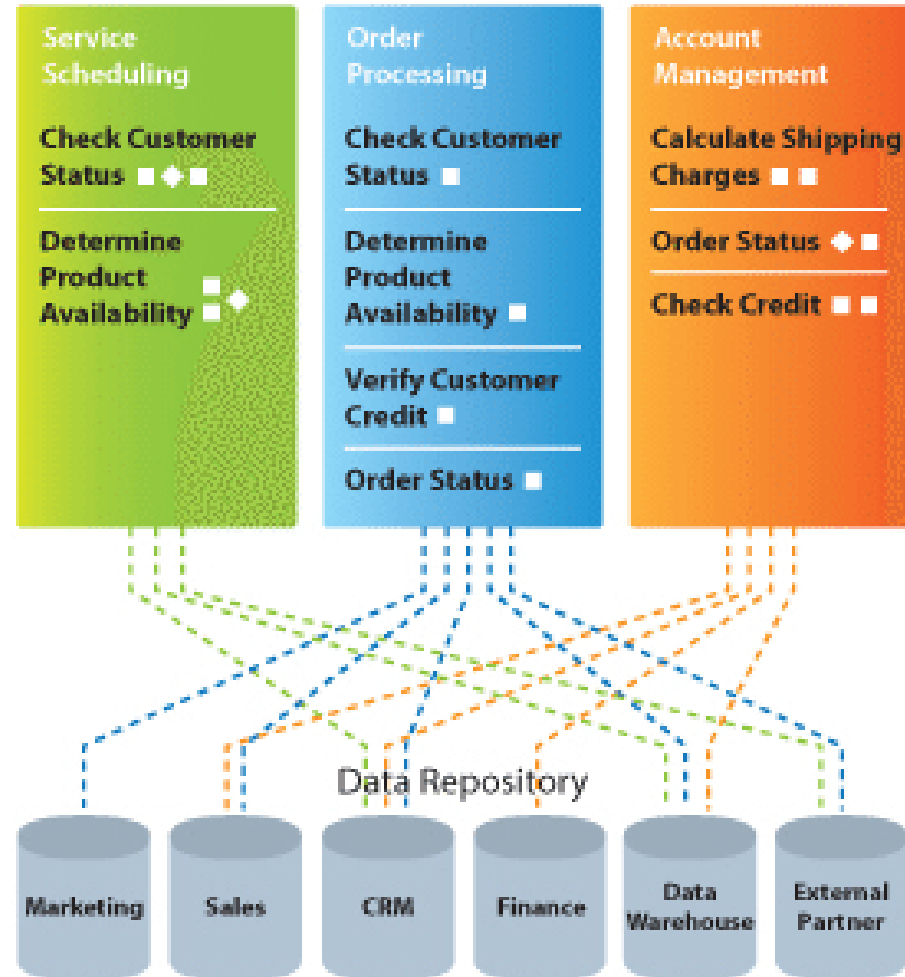 Service
Scheduling
Check Customer
Status
Determine
Product
Availability
Order
Processing
Check Customer
Status
Determine
Product
Availability
Verify Customer
Credit
Order Status
Account
Management
Calculate Shipping
Charges
Order Status
Check Credit
Data Repository
Marketing
Sales
CRM
Finance
Data
Warehouse
External
Partner